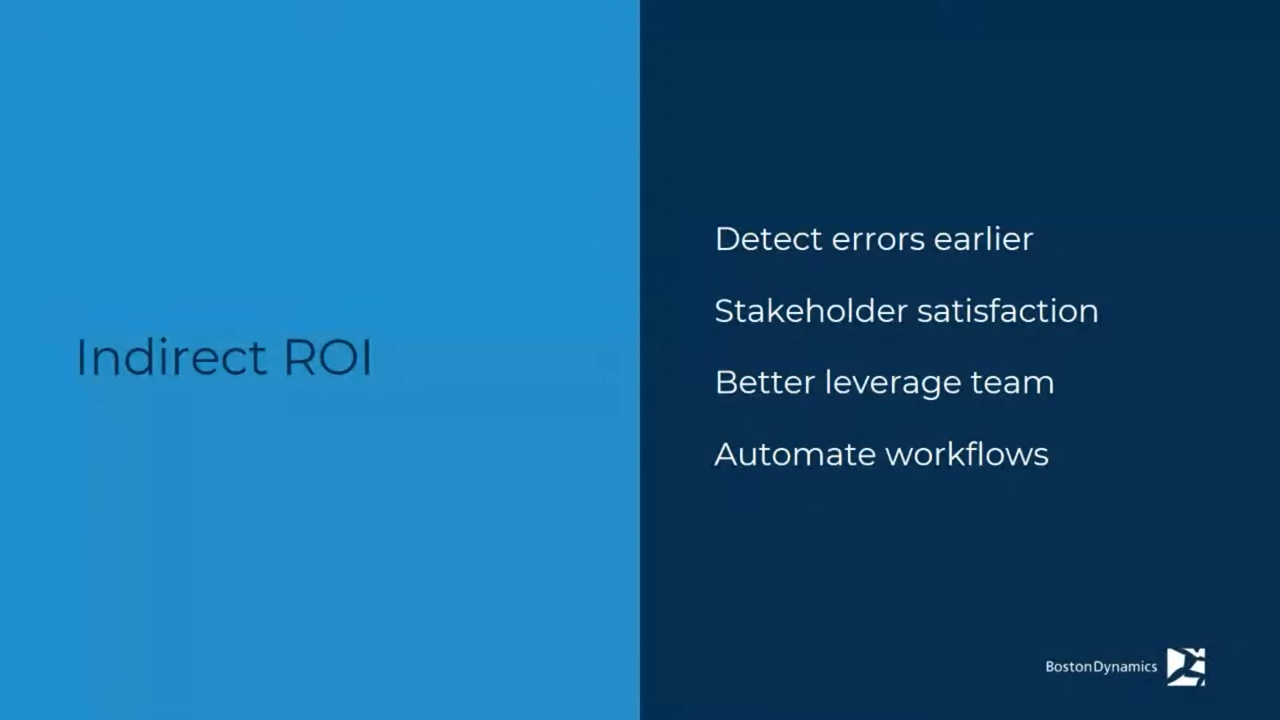 Indirect ROI
Detect errors earlier
Stakeholder satisfaction
Better leverage team
Automate workflows
BostonDynamics